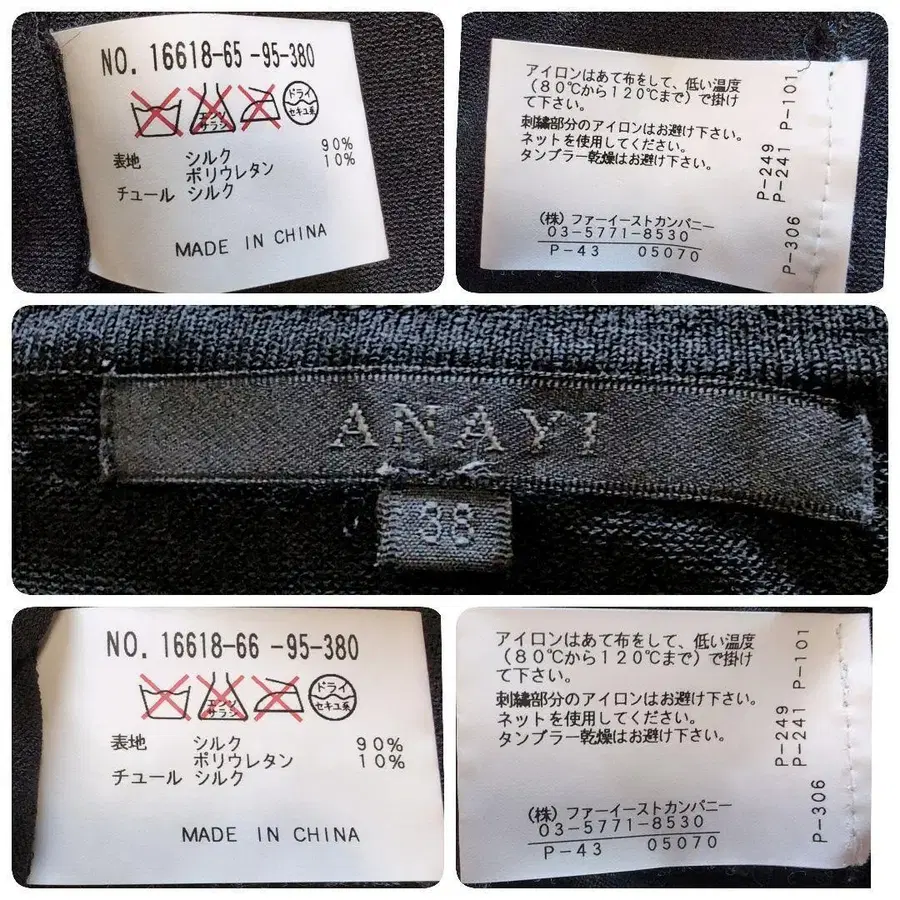 NO. 16618-65-95-380
エンソ
サラシ
ドライ
セキユ系
表地 シルク 90%
ポリウレタン 10%
チュール シルク
MADE IN CHINA
アイロンはあて布をして、低い温度
(80℃から120℃まで)で掛け
て下さい。
刺繍部分のアイロンはお避け下さい。
ネットを使用してください。
タンブラー乾燥はお避け下さい。
(株)ファーイーストカンパニー
03-5771-8530
P-43 05070
P-249
P-241 P-101
P-306
ANAYI
38
NO. 16618-66-95-380
エンソ
サラシ
ドライ
セキユ系
表地 シルク 90%
ポリウレタン 10%
チュール シルク
MADE IN CHINA
アイロンはあて布をして、低い温度
(80℃から120℃まで)で掛け
て下さい。
刺繍部分のアイロンはお避け下さい。
ネットを使用してください。
タンブラー乾燥はお避け下さい。
(株)ファーイーストカンパニー
03-5771-8530
P-43 05070
P-249
P-241 P-101
P-306